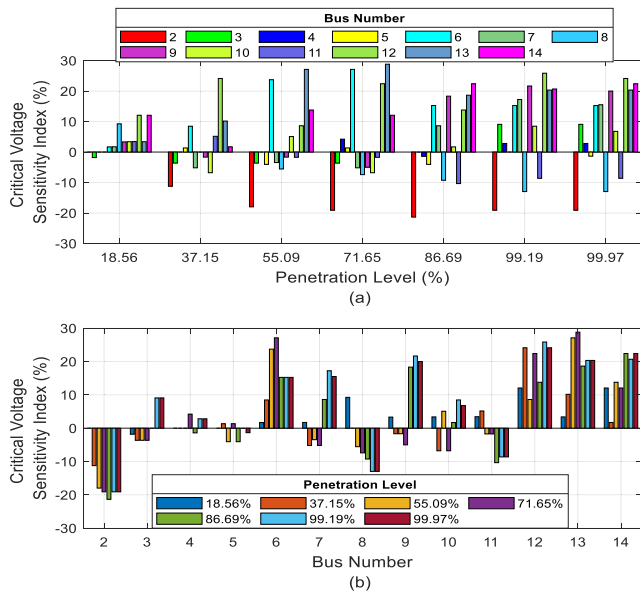 Bus Number
2 3 4 5 6 7 8
9 10 11 12 13 14
Critical Voltage
Sensitivity Index (%)
30
20
10
0
-10
-20
-30
18.56 37.15 55.09 71.65 86.69 99.19 99.97
Penetration Level (%)
(a)
Critical Voltage
Sensitivity Index (%)
30
20
10
0
-10
-20
-30
Penetration Level
18.56% 37.15% 55.09% 71.65%
86.69% 99.19% 99.97%
2 3 4 5 6 7 8 9 10 11 12 13 14
Bus Number
(b)